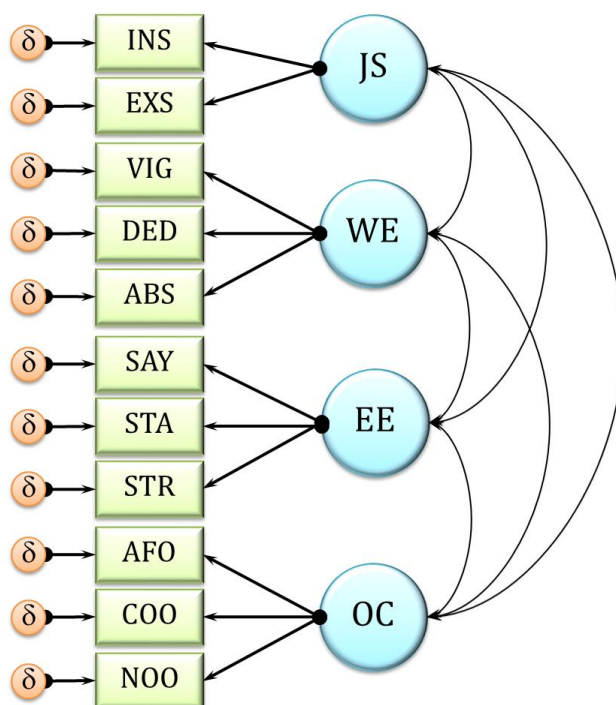 δ INS JS
δ EXS
δ VIG
δ DED WE
δ ABS
δ SAY
δ STA EE
δ STR
δ AFO
δ COO OC
δ NOO